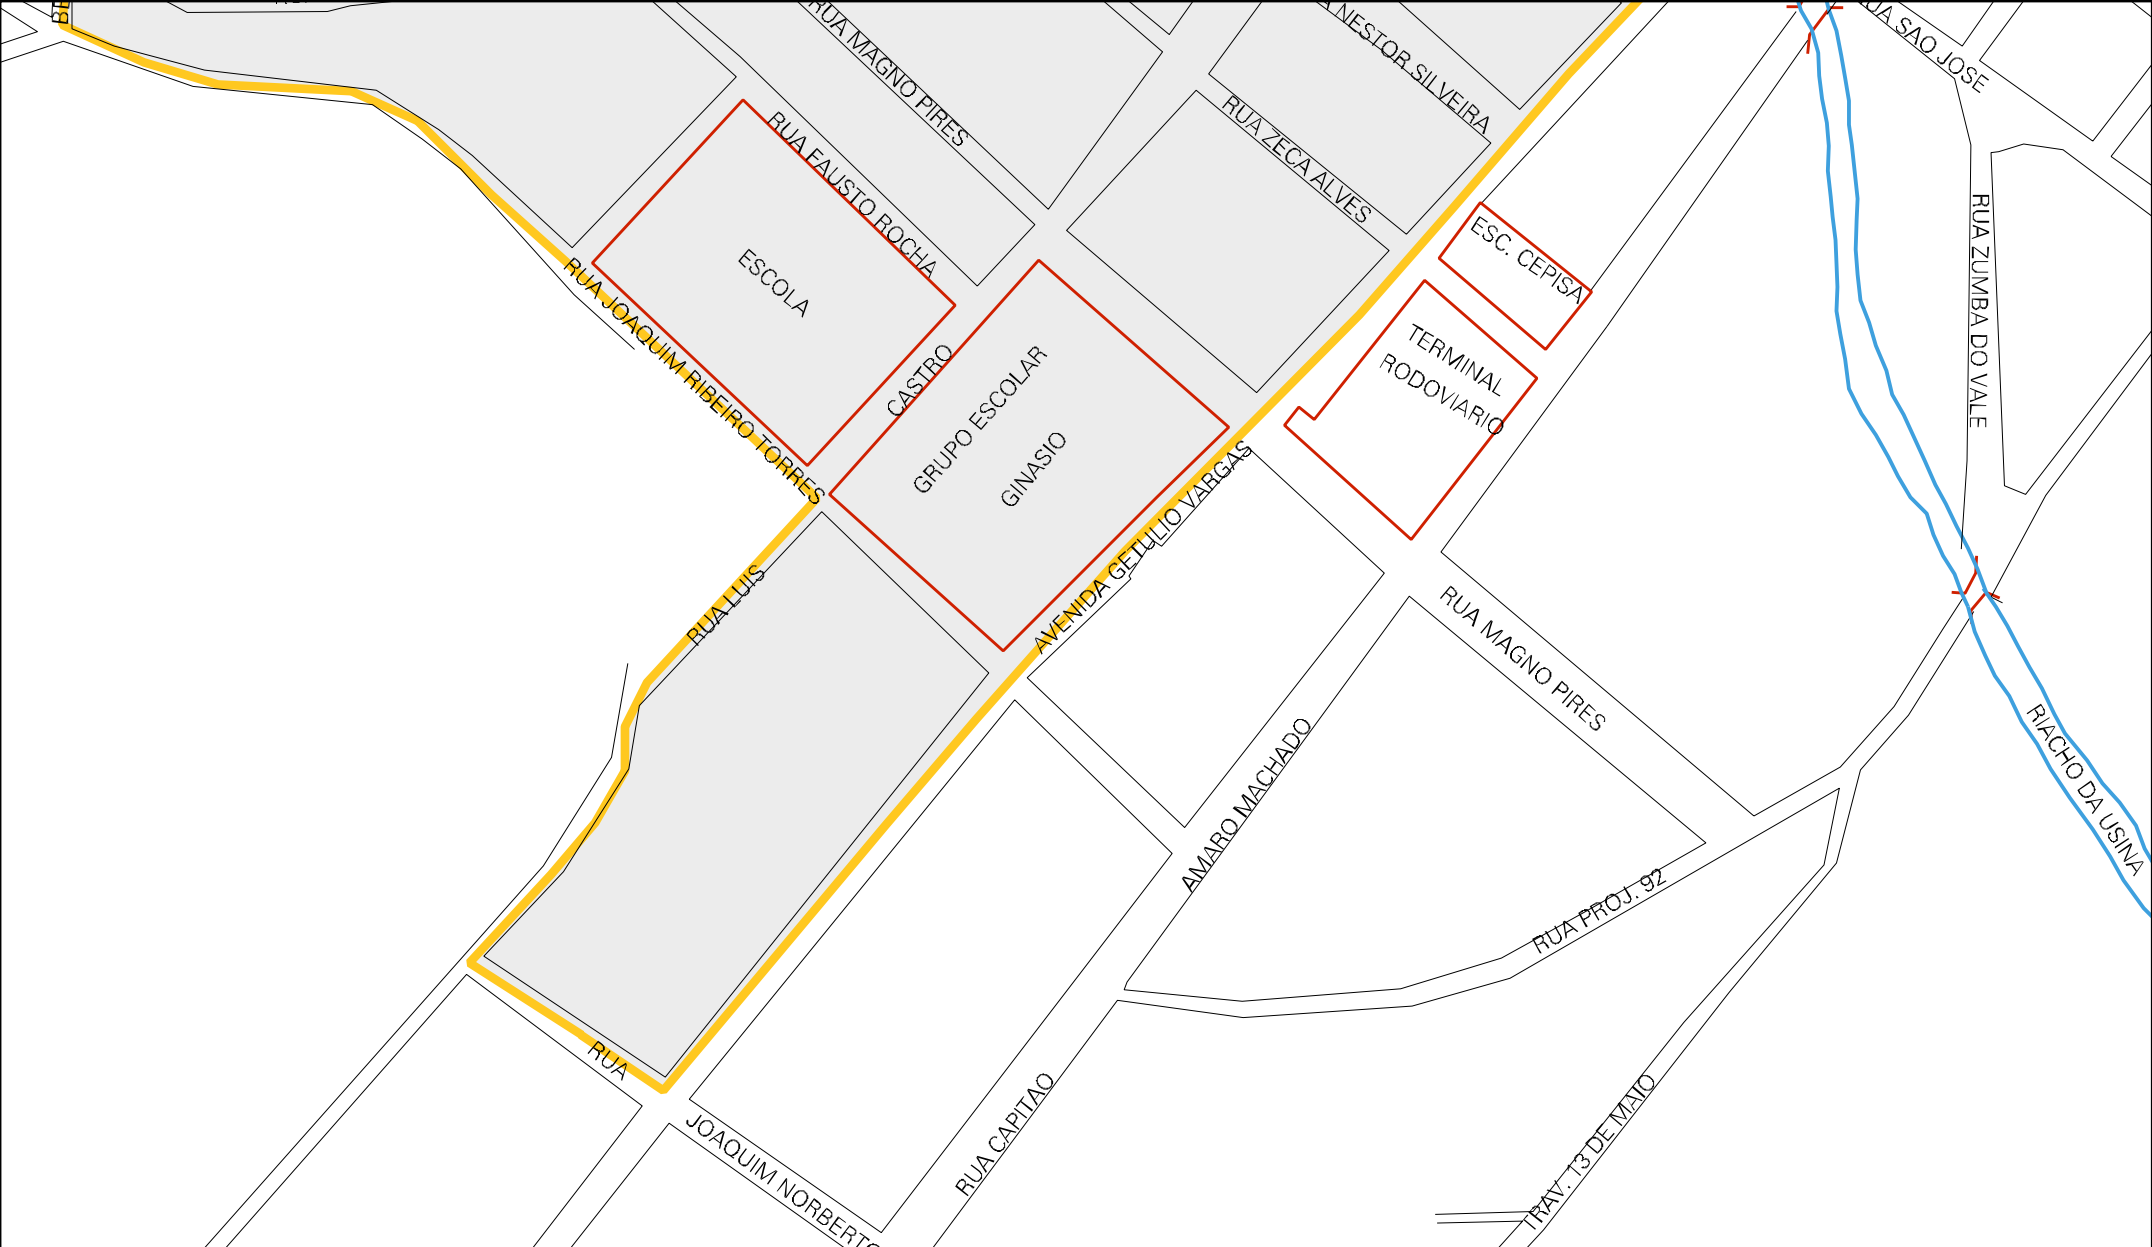 RUA MAGNO PIRES
NESTOR SILVEIRA
RUA SAO JOSE
RUA FAUSTO ROCHA
RUA ZECA ALVES
ESC. CEPISA
RUA ZUMBA DO VALE
ESCOLA
RUA JOAQUIM RIBEIRO TORRES
CASTRO
GRUPO ESCOLAR
GINASIO
TERMINAL
RODOVIARIO
AVENIDA GETULIO VARGAS
RUA LUIS
RUA MAGNO PIRES
AMARO MACHADO
RIACHO DA USINA
RUA PROJ. 92
RUA
JOAQUIM NORBERTO
RUA CAPITAO
TRAV. 13 DE MAIO